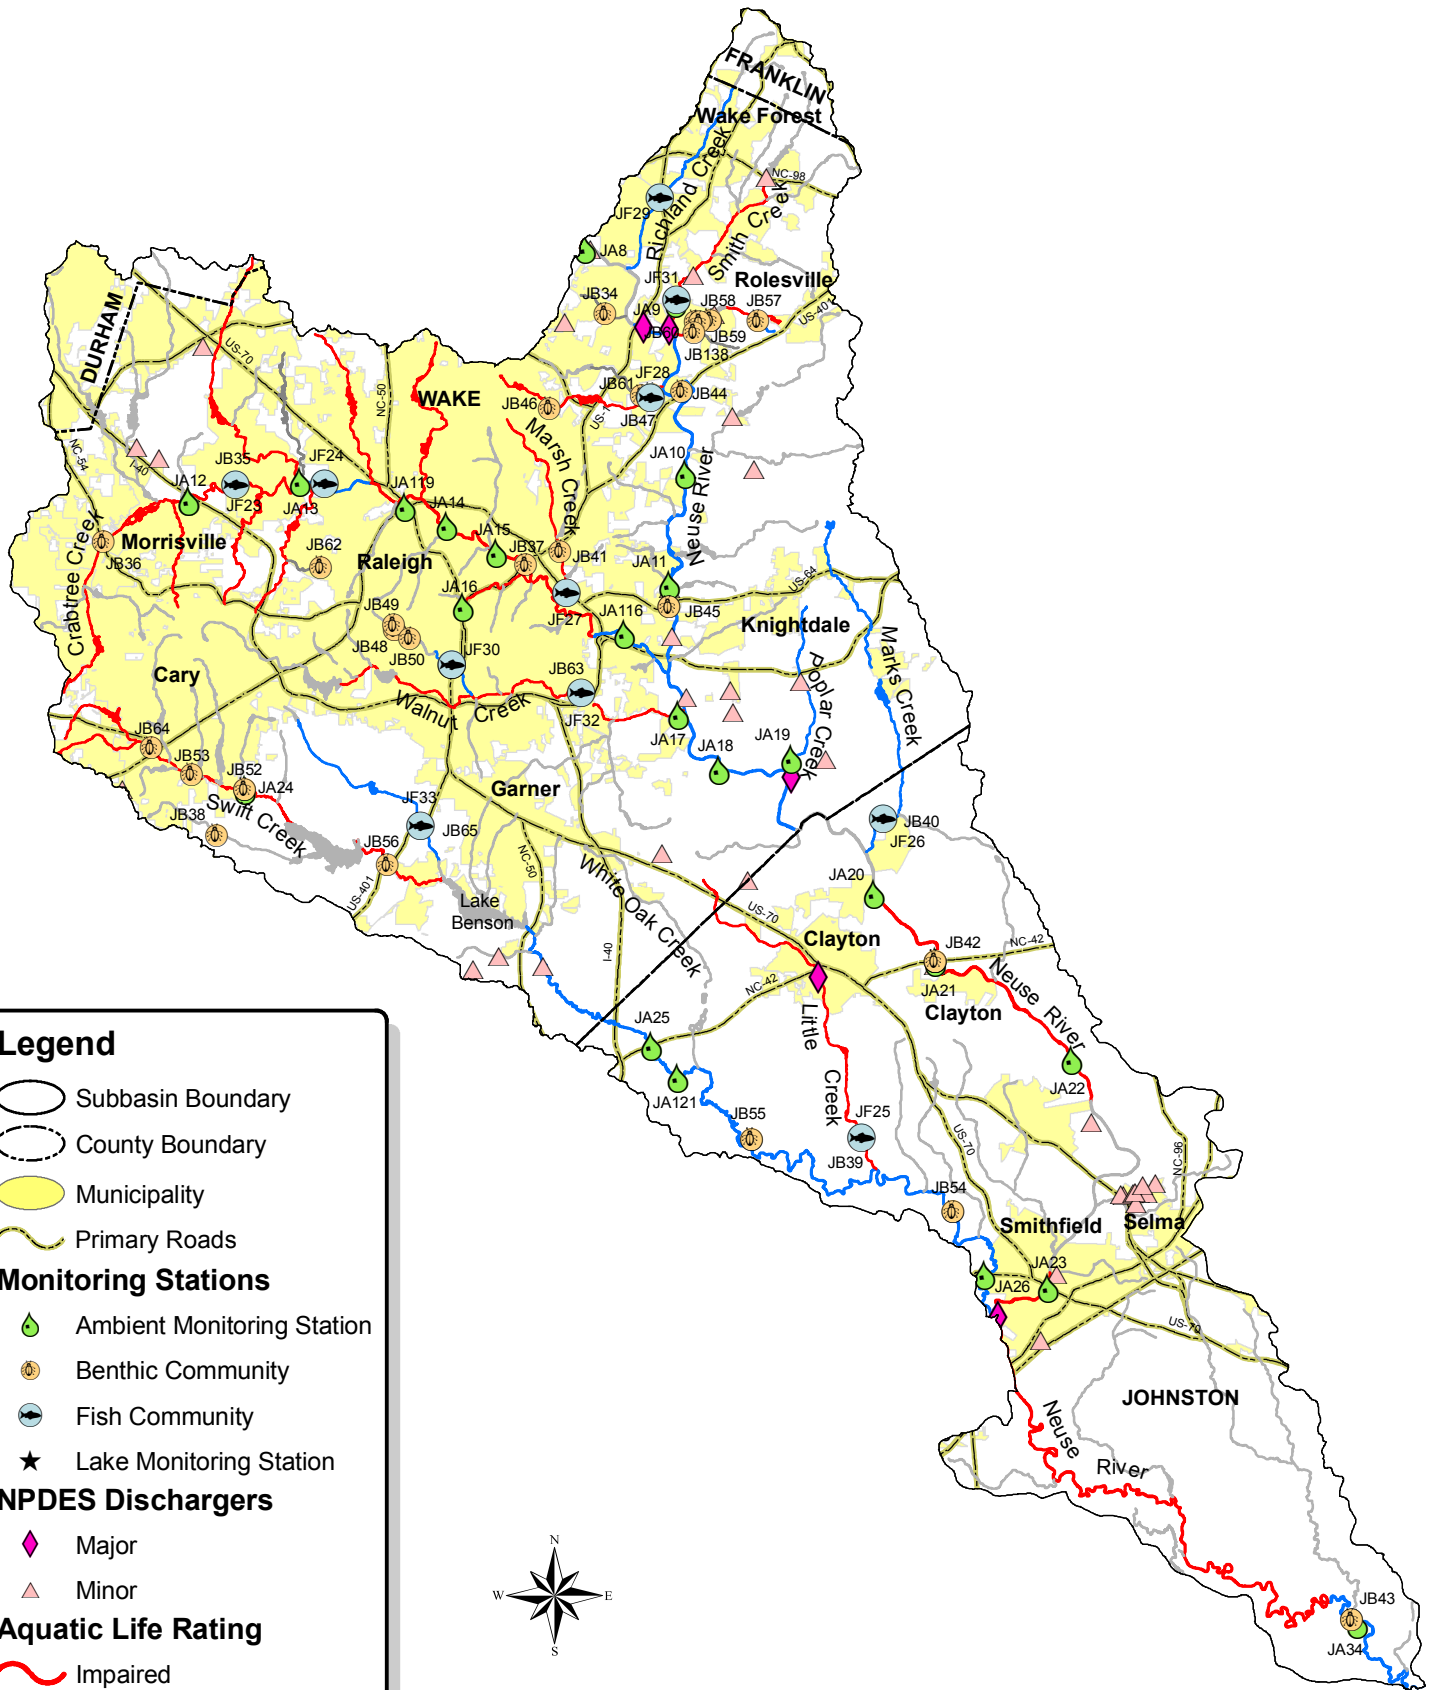 FRANKLIN
Wake Forest
NC-98
Richland Creek
JF29
Smith Creek
JA8
JF31
Rolesville
JB34
JA9
JB58
JB57
US-401
JB60
JB59
JB138
DURHAM
US-70
NC-50
WAKE
JF28
JB61
JB44
JB46
US-1
JB47
Marsh Creek
NC-54
I-40
JB35
JF24
JA10
JA12
JF23
JA13
JA119
JA14
Neuse River
Crabtree Creek
Morrisville
JA15
JB37
JB41
JB36
JB62
Raleigh
JA11
US-64
JA16
JF27
JA116
JB45
Knightdale
JB49
JB48
JB50
JF30
JB63
Marks Creek
Poplar Creek
Cary
Walnut Creek
JF32
JA17
JB64
JA18
JA19
JB53
JB52
JA24
Garner
Swift Creek
JB38
JF33
JB65
JB40
JF26
JB56
NC-50
White Oak Creek
JA20
US-401
Lake
Benson
US-70
Clayton
JB42
NC-42
I-40
NC-42
JA21
Neuse River
Clayton
Little Creek
JA25
JA22
JA121
JB55
JF25
JB39
US-70
NC-96
JB54
Smithfield
Selma
JA23
JA26
US-70
JOHNSTON
Neuse River
JB43
JA34
N
W
E
S
Legend
Subbasin Boundary
County Boundary
Municipality
Primary Roads
Monitoring Stations
Ambient Monitoring Station
Benthic Community
Fish Community
Lake Monitoring Station
NPDES Dischargers
Major
Minor
Aquatic Life Rating
Impaired